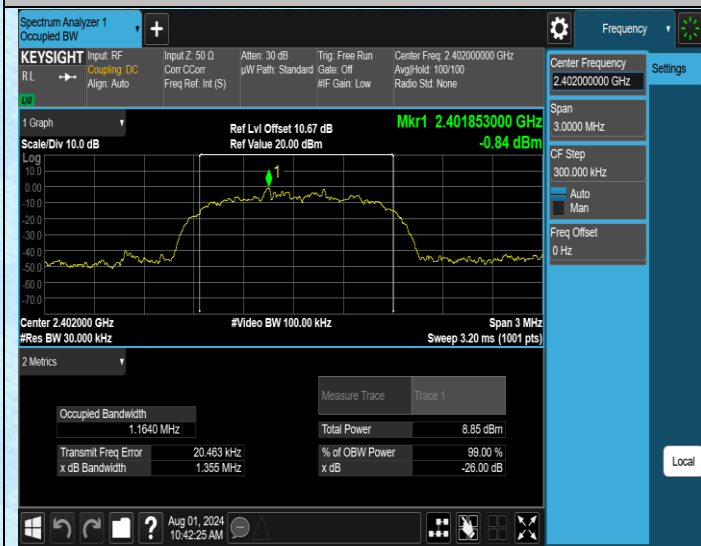 Spectrum Analyzer 1
Occupied BW
Frequency
KEYSIGHT
R L
LXI
Input: RF
Coupling: DC
Align: Auto
Input Z: 50 Ω
Corr CCorr
Freq Ref: Int (S)
Atten: 30 dB
µW Path: Standard
Trig: Free Run
Gate: Off
#IF Gain: Low
Center Freq: 2.402000000 GHz
Avg|Hold: 100/100
Radio Std: None
Center Frequency
2.402000000 GHz
Settings
Span
3.0000 MHz
CF Step
300.000 kHz
Auto
Man
Freq Offset
0 Hz
1 Graph
Scale/Div 10.0 dB
Ref Lvl Offset 10.67 dB
Ref Value 20.00 dBm
Mkr1 2.401853000 GHz
-0.84 dBm
Log
10.0
0.00
-10.0
-20.0
-30.0
-40.0
-50.0
-60.0
-70.0
1
Center 2.402000 GHz
#Res BW 30.000 kHz
#Video BW 100.00 kHz
Span 3 MHz
Sweep 3.20 ms (1001 pts)
2 Metrics
Measure Trace
Trace 1
Occupied Bandwidth
1.1640 MHz
Total Power
8.85 dBm
Transmit Freq Error
20.463 kHz
% of OBW Power
99.00 %
x dB Bandwidth
1.355 MHz
x dB
-26.00 dB
Local
?
Aug 01, 2024
10:42:25 AM